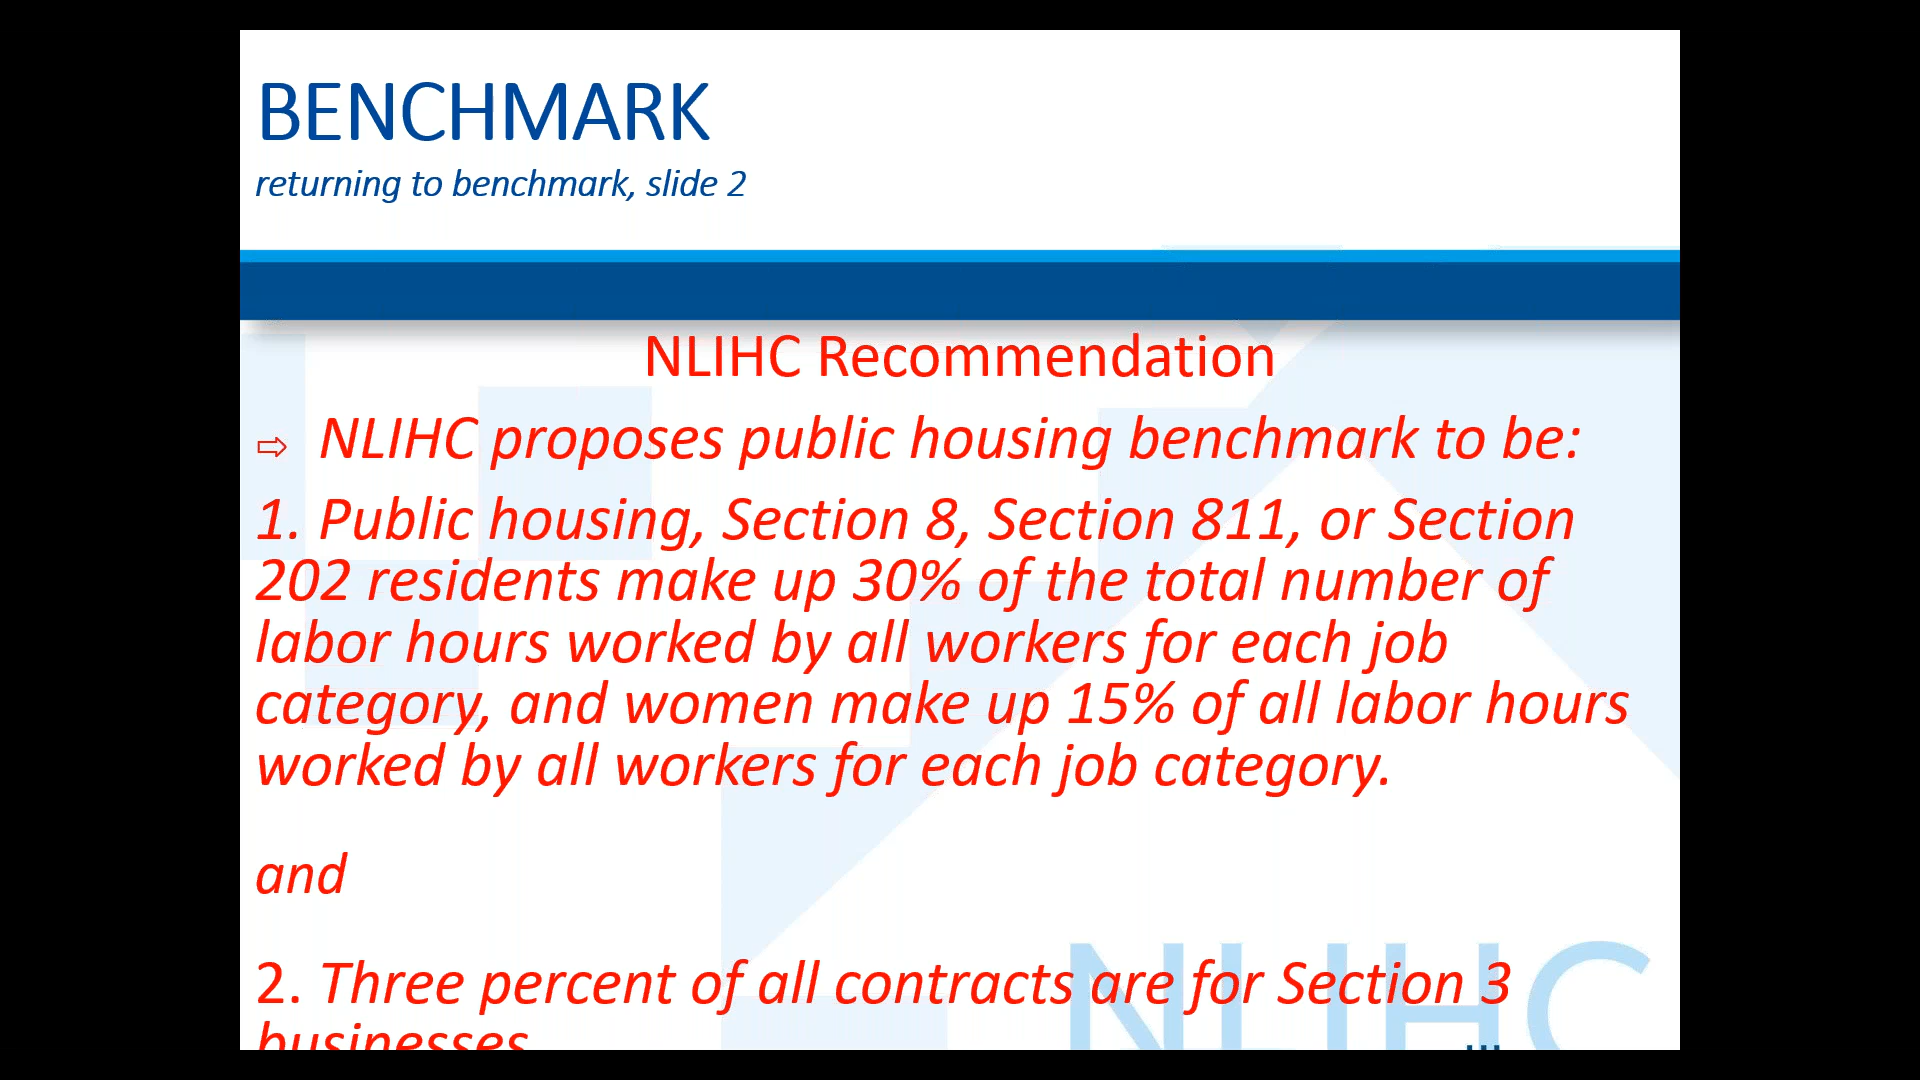 BENCHMARK
returning to benchmark, slide 2
NLIHC Recommendation
⇨ NLIHC proposes public housing benchmark to be:
1. Public housing, Section 8, Section 811, or Section
202 residents make up 30% of the total number of
labor hours worked by all workers for each job
category, and women make up 15% of all labor hours
worked by all workers for each job category.
and
2. Three percent of all contracts are for Section 3
businesses
NLIHC